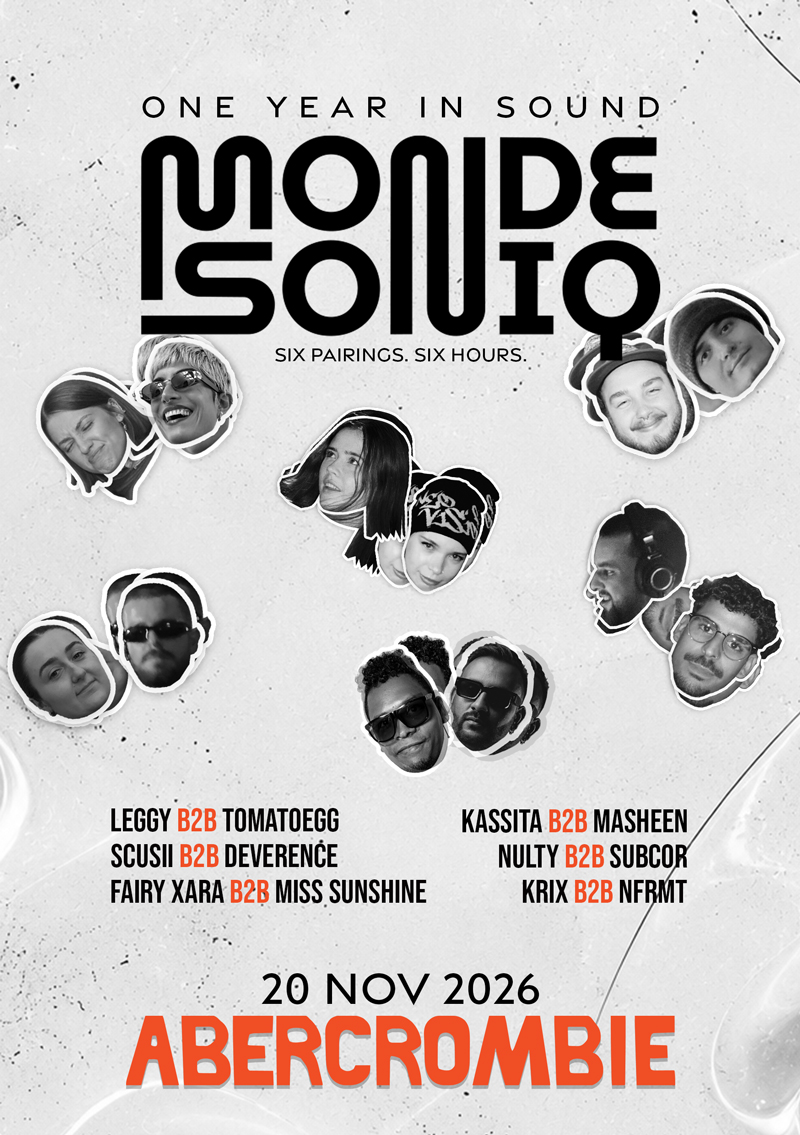 ONE YEAR IN SOUND
MONDE
SONIQ
SIX PAIRINGS. SIX HOURS.
LEGGY B2B TOMATOEGG
SCUSII B2B DEVERENĊE
FAIRY XARA B2B MISS SUNSHINE
KASSITA B2B MASHEEN
NULTY B2B SUBCOR
KRIX B2B NFRMT
20 NOV 2026
ABERCROMBIE